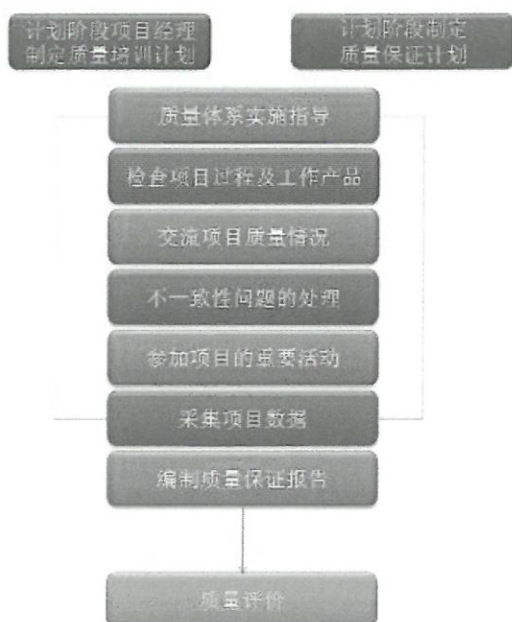 计划阶段项目经理
制定质量培训计划
计划阶段制定
质量保证计划
质量体系实施指导
检查项目过程及工作产品
交流项目质量情况
不一致性问题的处理
参加项目的重要活动
采集项目数据
编制质量保证报告
质量评价